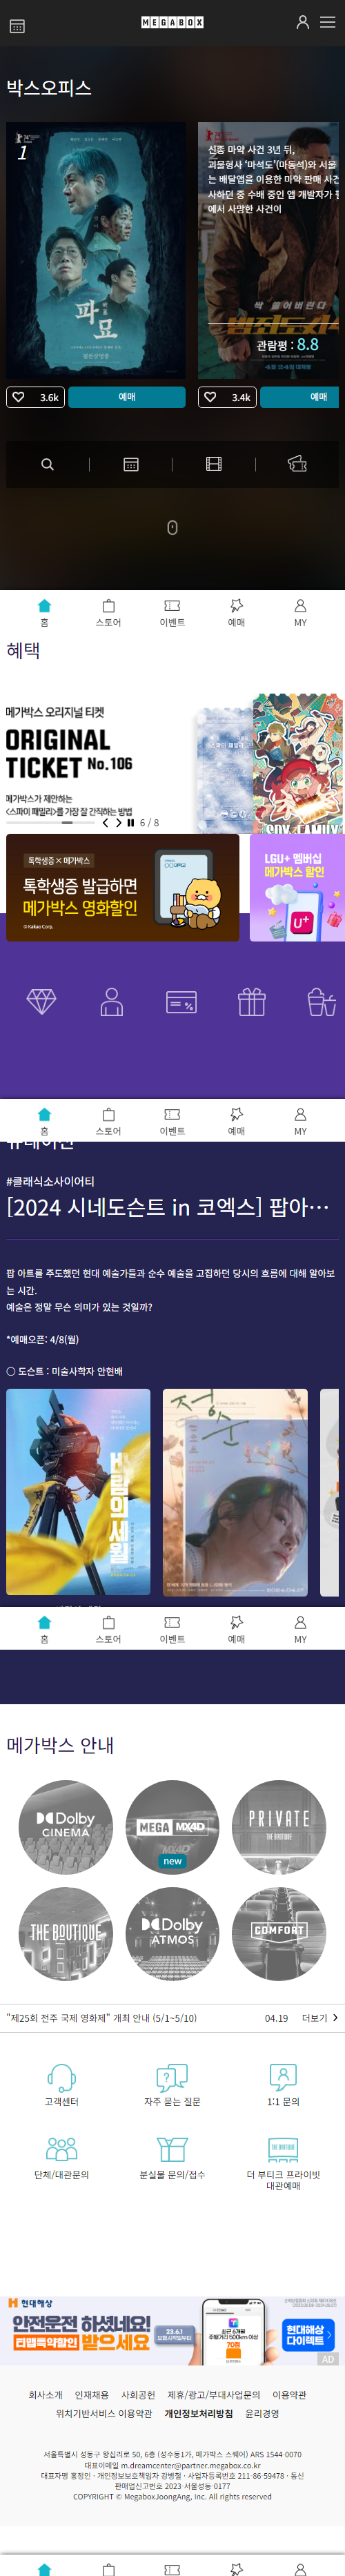 MEGABOX
박스오피스
1
파묘
신종 마약 사건 3년 뒤,
괴물형사 '마석도'(마동석)와 서울
는 배달앱을 이용한 마약 판매 사건
사하던 중 수배 중인 앱 개발자가
에서 사망한 사건이
싹 쓸어버린다
범죄도시
관람평 : 8.8
3.6k
예매
3.4k
예매
홈
스토어
이벤트
예매
MY
혜택
메가박스 오리지널 티켓
ORIGINAL
TICKET No.106
메가박스가 제안하는
<스파이 패밀리>를 가장 잘 간직하는 방법
6 / 8
SPY FAMILY
톡학생증 × 메가박스
톡학생증 발급하면
메가박스 영화할인
© Kakao Corp.
LGU+ 멤버십
메가박스 할인
U+
홈
스토어
이벤트
예매
MY
큐레이션
#클래식소사이어티
[2024 시네도슨트 in 코엑스] 팝아…
팝 아트를 주도했던 현대 예술가들과 순수 예술을 고집하던 당시의 흐름에 대해 알아보
는 시간.
예술은 정말 무슨 의미가 있는 것일까?
*예매오픈: 4/8(월)
○ 도슨트 : 미술사학자 안현배
바람의 세월
정순
홈
스토어
이벤트
예매
MY
메가박스 안내
Dolby
CINEMA
MEGA MX4D
new
PRIVATE
THE BOUTIQUE
THE BOUTIQUE
Dolby
ATMOS
COMFORT
"제25회 전주 국제 영화제" 개최 안내 (5/1~5/10)
04.19
더보기
고객센터
자주 묻는 질문
1:1 문의
단체/대관문의
분실물 문의/접수
THE BOUTIQUE
더 부티크 프라이빗
대관예매
현대해상
안전운전 하셨네요!
티맵특약할인 받으세요
현대해상
다이렉트
AD
회사소개
인재채용
사회공헌
제휴/광고/부대사업문의
이용약관
위치기반서비스 이용약관
개인정보처리방침
윤리경영
서울특별시 성동구 왕십리로 50, 6층 (성수동1가, 메가박스 스퀘어) ARS 1544-0070
대표이메일 m.dreamcenter@partner.megabox.co.kr
대표자명 홍정인 · 개인정보보호책임자 강병철 · 사업자등록번호 211-86-59478 · 통신
판매업신고번호 2023-서울성동-0177
COPYRIGHT © MegaboxJoongAng, Inc. All rights reserved